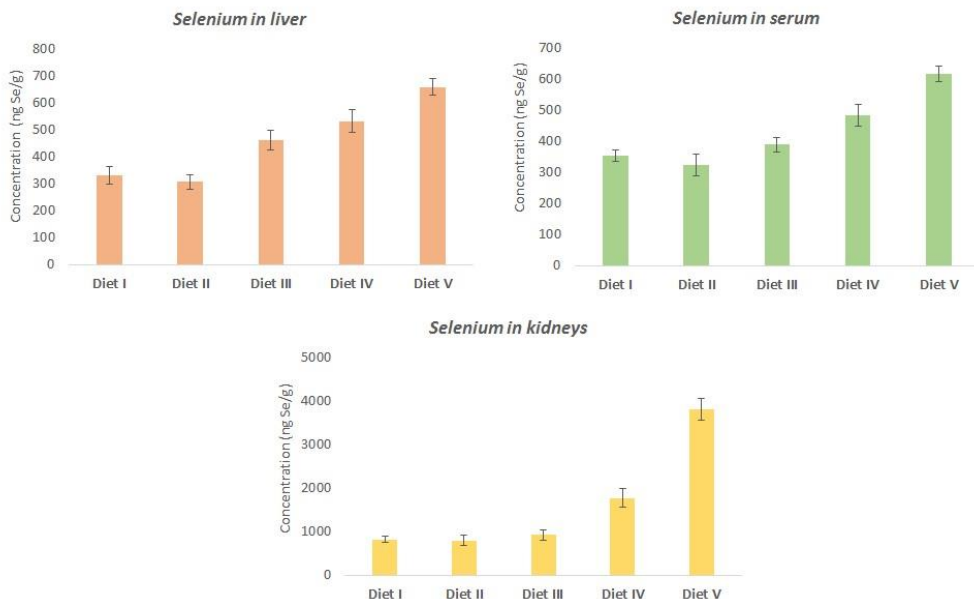 Selenium in liver
Concentration (ng Se/g)
800
700
600
500
400
300
200
100
0
Diet I Diet II Diet III Diet IV Diet V
Selenium in serum
Concentration (ng Se/g)
700
600
500
400
300
200
100
0
Diet I Diet II Diet III Diet IV Diet V
Selenium in kidneys
Concentration (ng Se/g)
5000
4000
3000
2000
1000
0
Diet I Diet II Diet III Diet IV Diet V